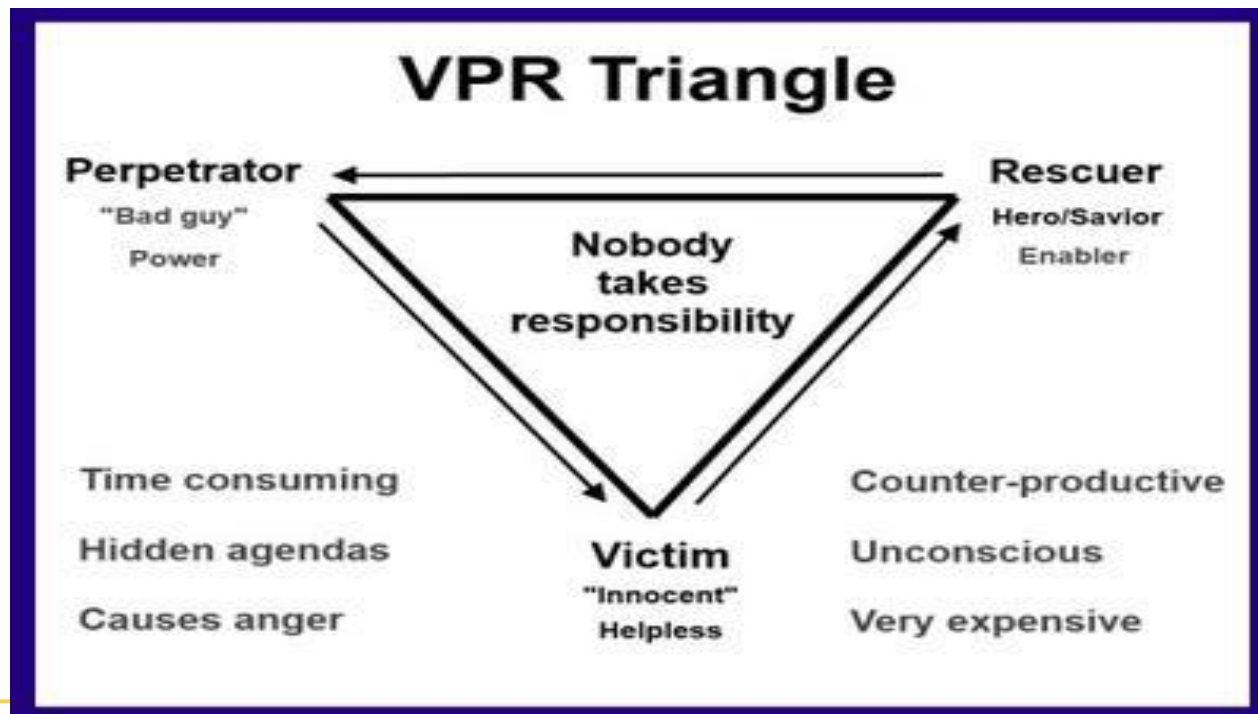 VPR Triangle
Perpetrator
"Bad guy"
Power
Rescuer
Hero/Savior
Enabler
Nobody
takes
responsibility
Time consuming
Hidden agendas
Causes anger
Victim
"Innocent"
Helpless
Counter-productive
Unconscious
Very expensive